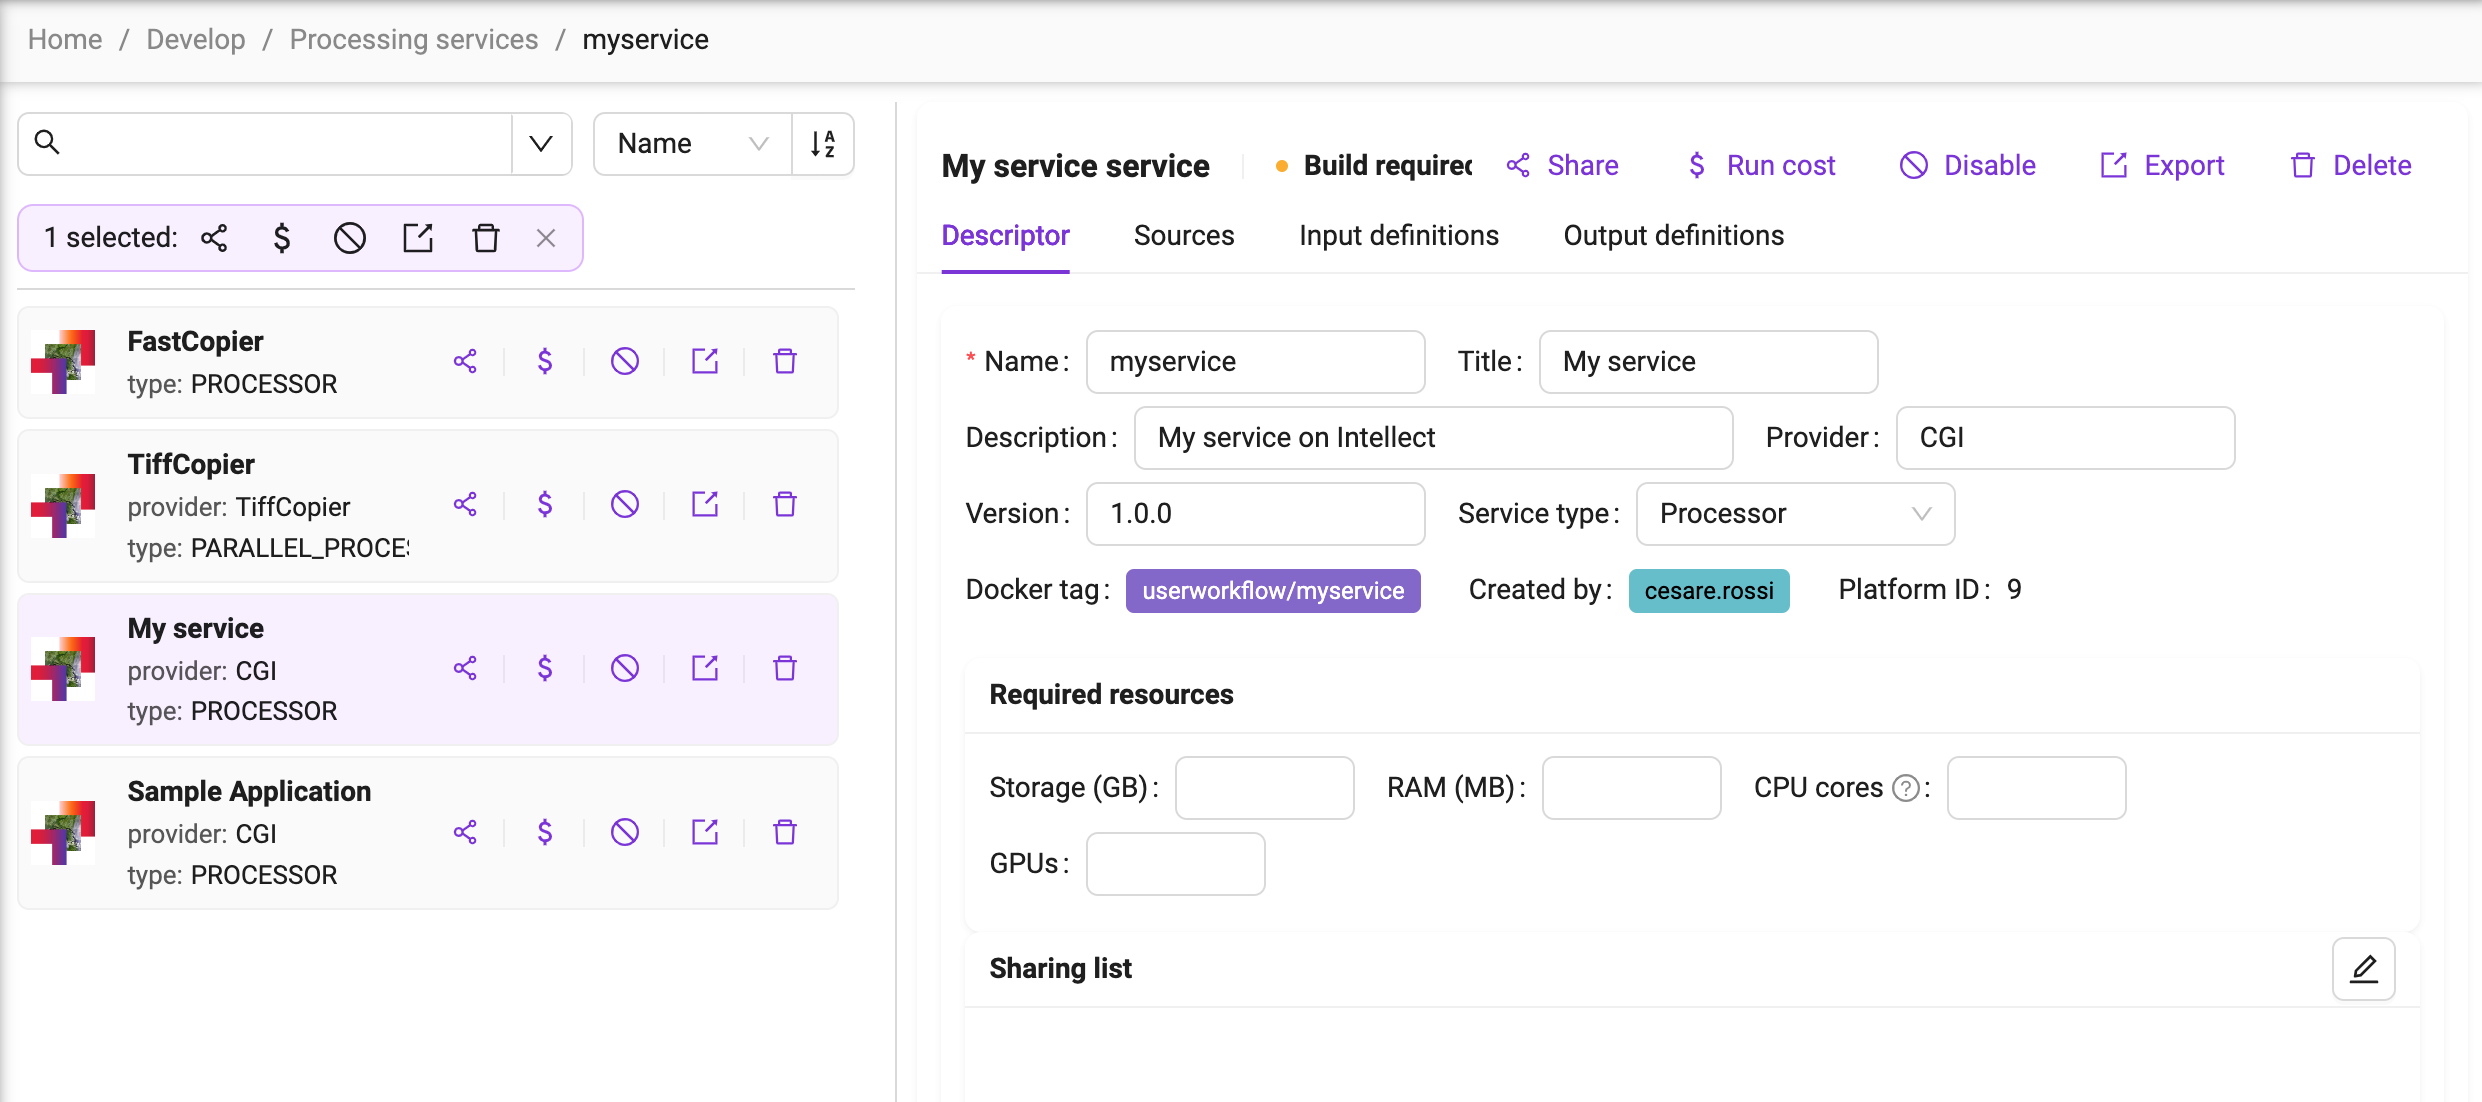 Home / Develop / Processing services / myservice
Name
1 selected:
FastCopier
type: PROCESSOR
TiffCopier
provider: TiffCopier
type: PARALLEL_PROCES
My service
provider: CGI
type: PROCESSOR
Sample Application
provider: CGI
type: PROCESSOR
My service service
Build required
Share
$ Run cost
Disable
Export
Delete
Descriptor Sources Input definitions Output definitions
* Name: myservice Title: My service
Description: My service on Intellect Provider: CGI
Version: 1.0.0 Service type: Processor
Docker tag: userworkflow/myservice Created by: cesare.rossi Platform ID: 9
Required resources
Storage (GB): RAM (MB): CPU cores ? :
GPUs:
Sharing list